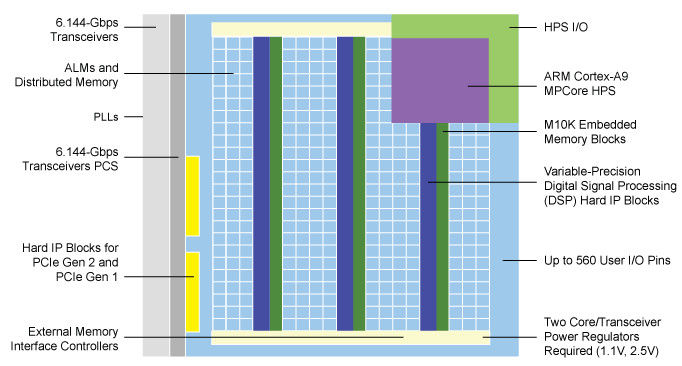 6.144-Gbps
Transceivers
ALMs and
Distributed Memory
PLLs
6.144-Gbps
Transceivers PCS
Hard IP Blocks for
PCIe Gen 2 and
PCIe Gen 1
External Memory
Interface Controllers
HPS I/O
ARM Cortex-A9
MPCore HPS
M10K Embedded
Memory Blocks
Variable-Precision
Digital Signal Processing
(DSP) Hard IP Blocks
Up to 560 User I/O Pins
Two Core/Transceiver
Power Regulators
Required (1.1V, 2.5V)